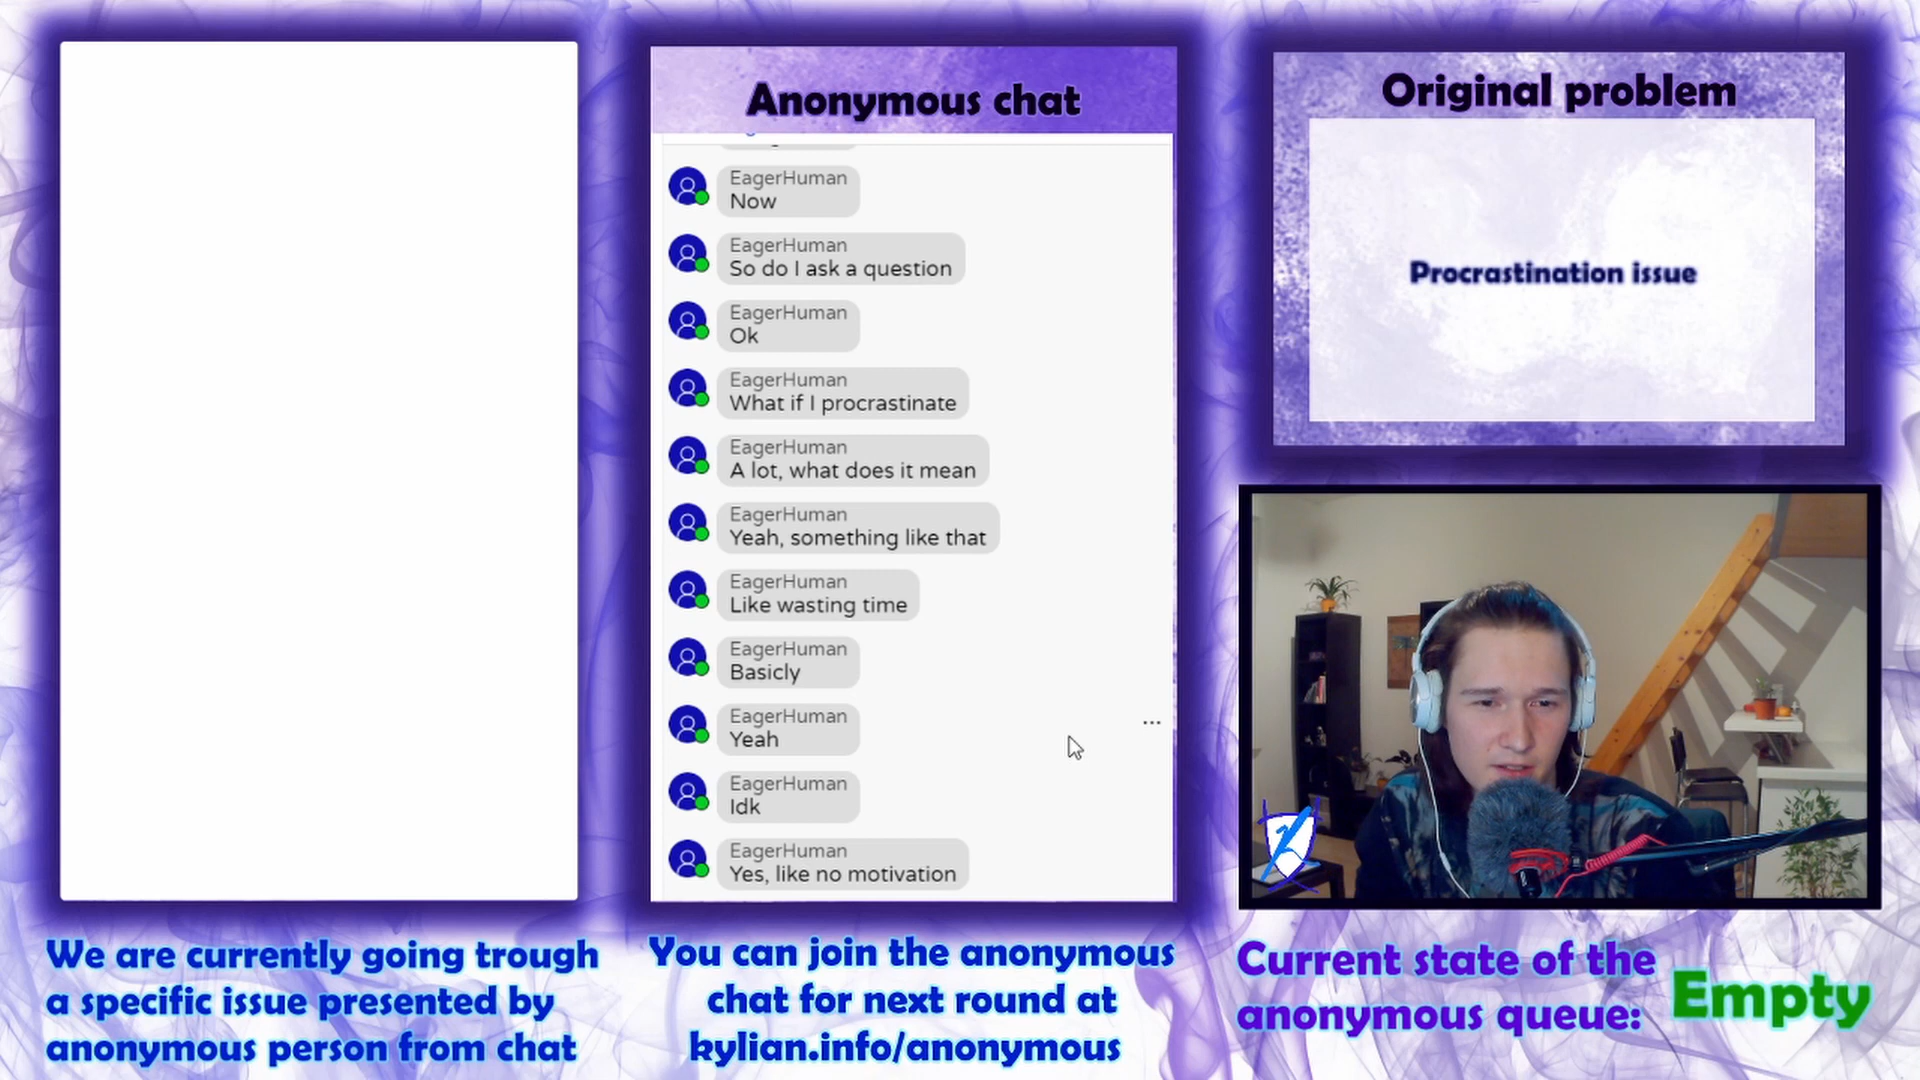 Anonymous chat
EagerHuman
Now
EagerHuman
So do I ask a question
EagerHuman
Ok
EagerHuman
What if I procrastinate
EagerHuman
A lot, what does it mean
EagerHuman
Yeah, something like that
EagerHuman
Like wasting time
EagerHuman
Basicly
EagerHuman
Yeah
EagerHuman
Idk
EagerHuman
Yes, like no motivation
Original problem
Procrastination issue
We are currently going trough
a specific issue presented by
anonymous person from chat
You can join the anonymous
chat for next round at
kylian.info/anonymous
Current state of the
anonymous queue:
Empty